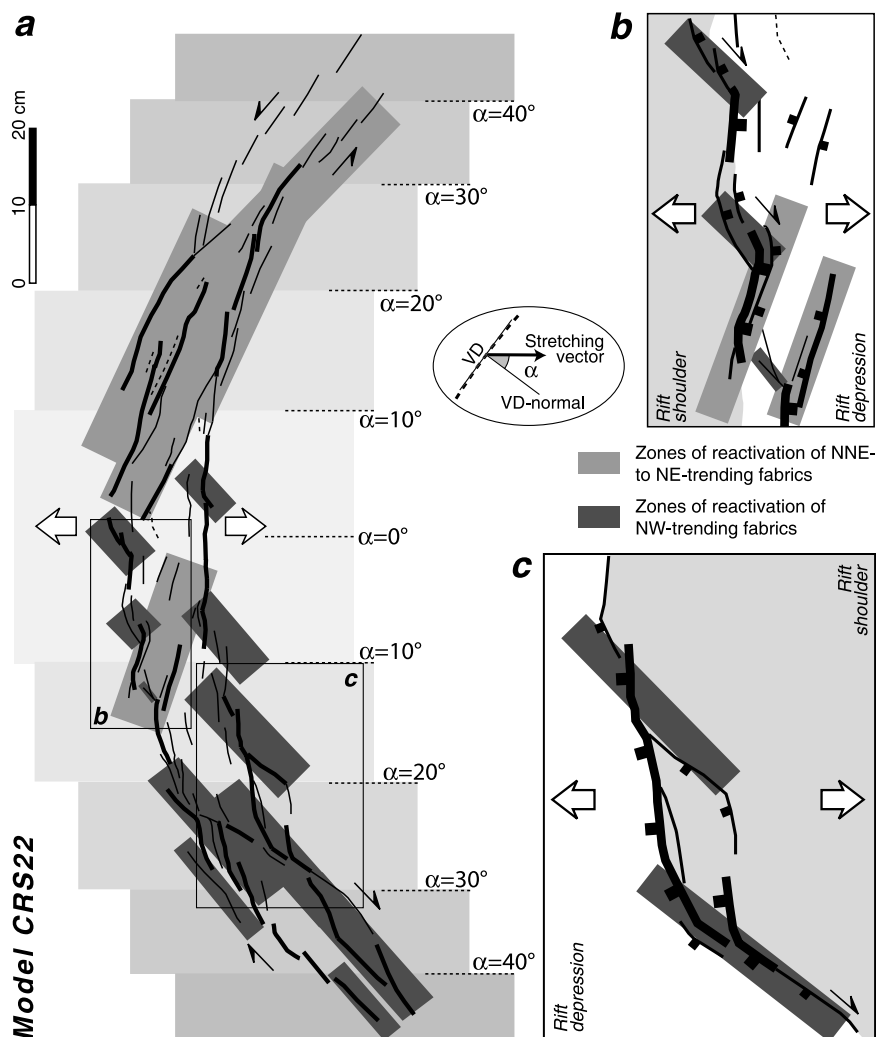 a
20 cm
10
0
α=40°
α=30°
α=20°
α=10°
α=0°
α=10°
α=20°
α=30°
α=40°
b
c
Model CRS22
VD
Stretching
vector
α
VD-normal
b
Rift
shoulder
Rift
depression
Zones of reactivation of NNE-
to NE-trending fabrics
Zones of reactivation of
NW-trending fabrics
c
Rift
shoulder
Rift
depression